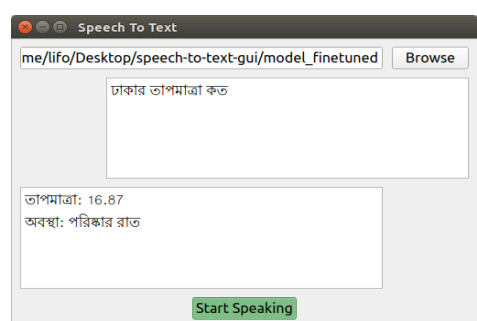 Speech To Text
me/lifo/Desktop/speech-to-text-gui/model_finetuned Browse
ঢাকার তাপমাত্রা কত
তাপমাত্রা: 16.87
অবস্থা: পরিষ্কার রাত
Start Speaking